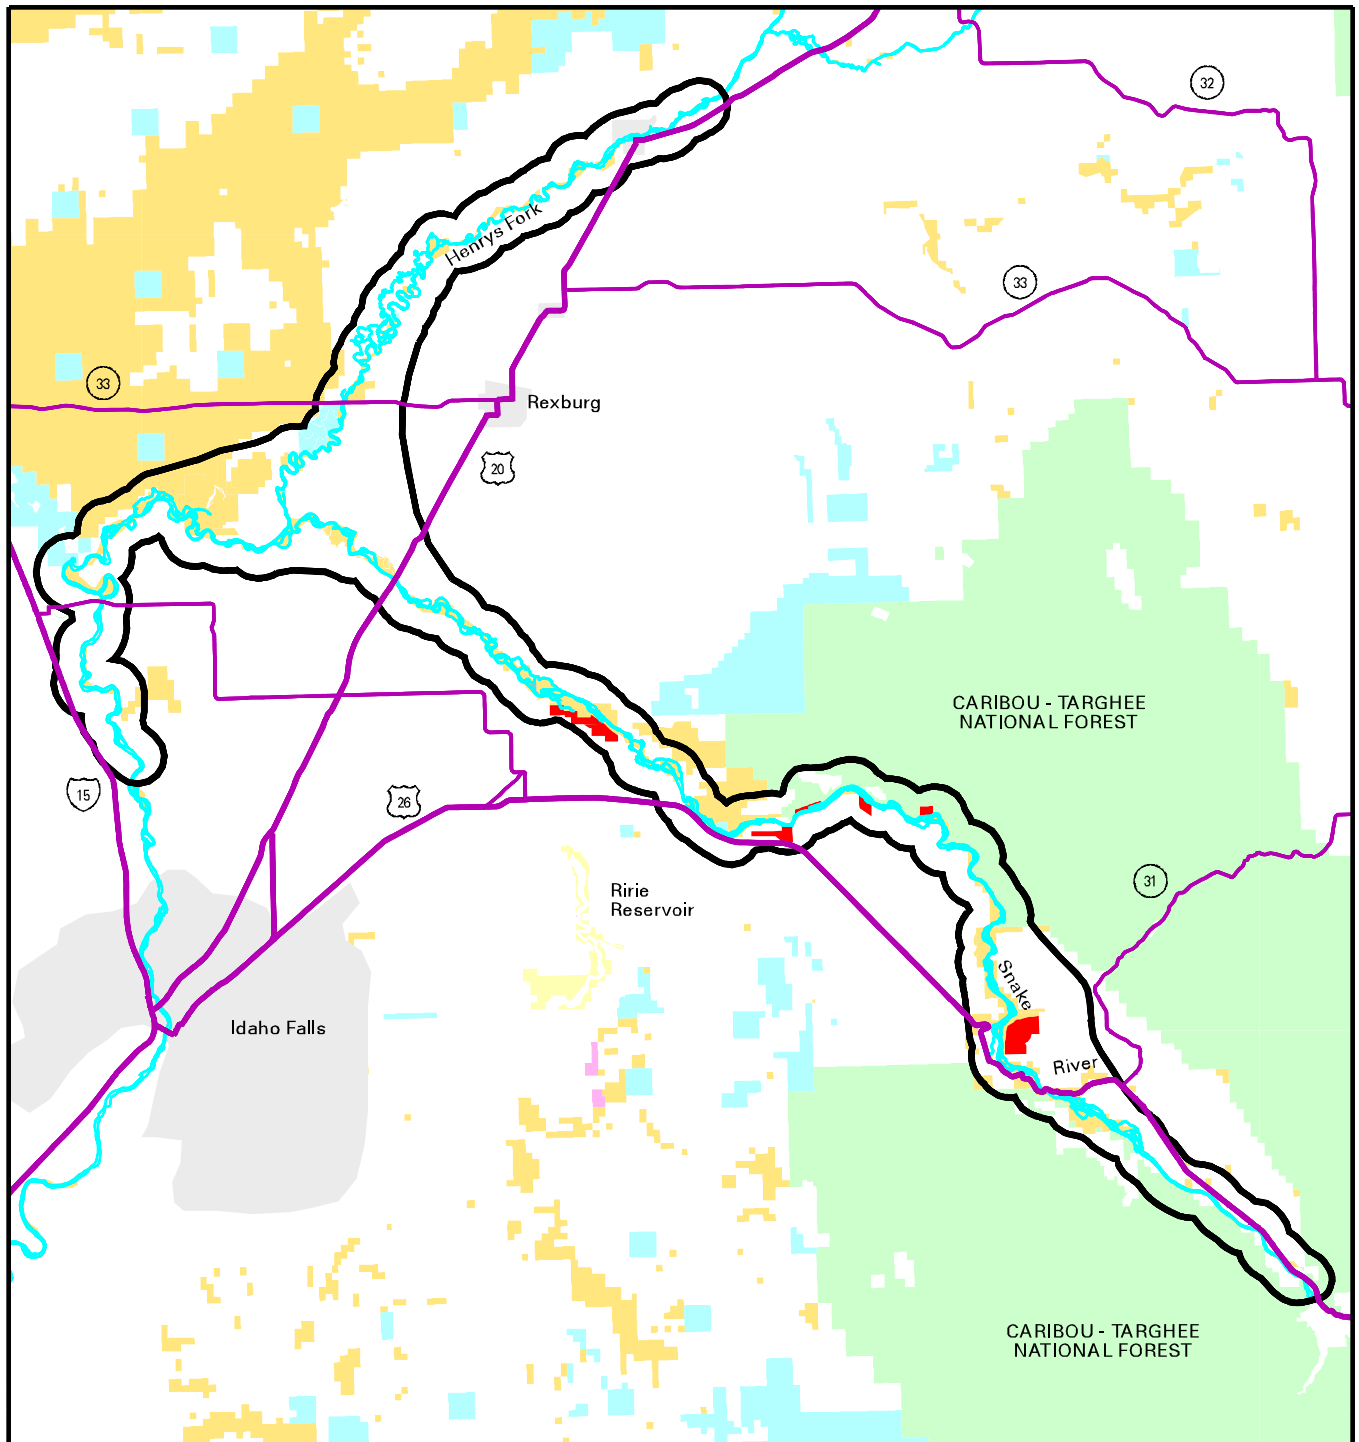 32
Henrys Fork
33
33
Rexburg
20
CARIBOU - TARGHEE
NATIONAL FOREST
15
26
31
Ririe
Reservoir
Snake
Idaho Falls
River
CARIBOU - TARGHEE
NATIONAL FOREST